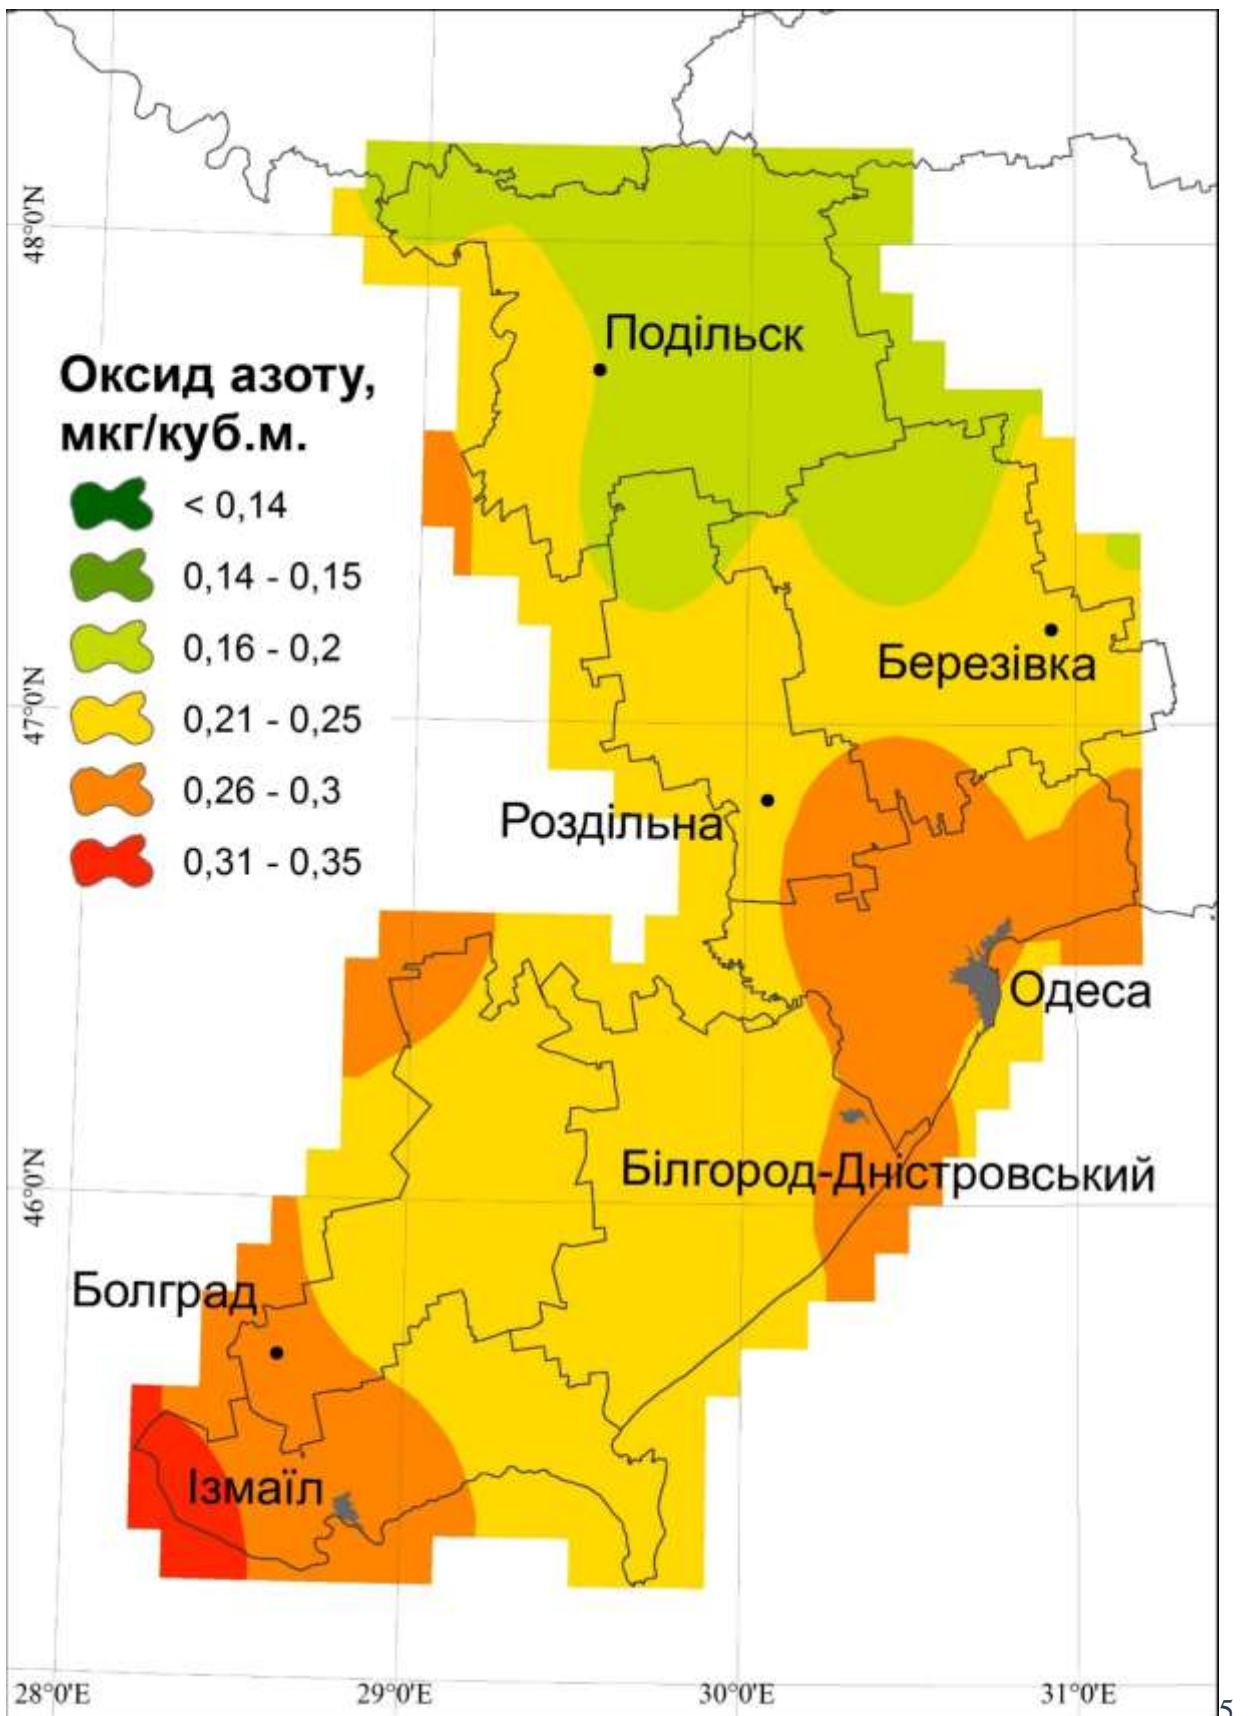 48°0'N
Подільск
Оксид азоту,
мкг/куб.м.
< 0,14
0,14 - 0,15
0,16 - 0,2
0,21 - 0,25
0,26 - 0,3
0,31 - 0,35
Березівка
47°0'N
Роздільна
Одеса
46°0'N
Білгород-Дністровський
Болград
Ізмаїл
28°0'E
29°0'E
30°0'E
31°0'E
5